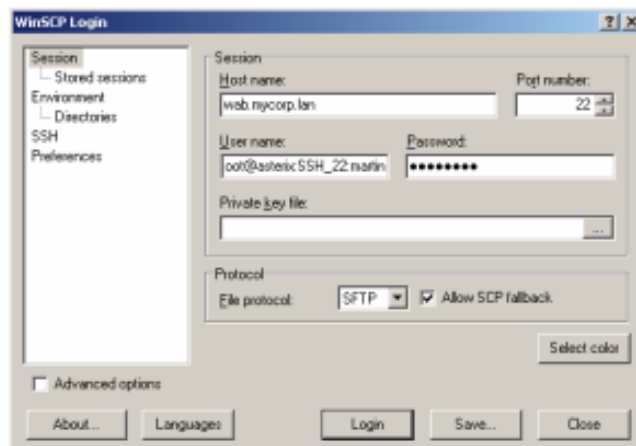 WinSCP Login
Session
Stored sessions
Environment
Directories
SSH
Preferences
Session
Host name:
Port number:
wab.mycorp.lan
22
User name:
Password:
oot@asterix:SSH_22:martin
●●●●●●●●
Private key file:
...
Protocol
File protocol:
SFTP
Allow SCP fallback
Select color
Advanced options
About...
Languages
Login
Save...
Close